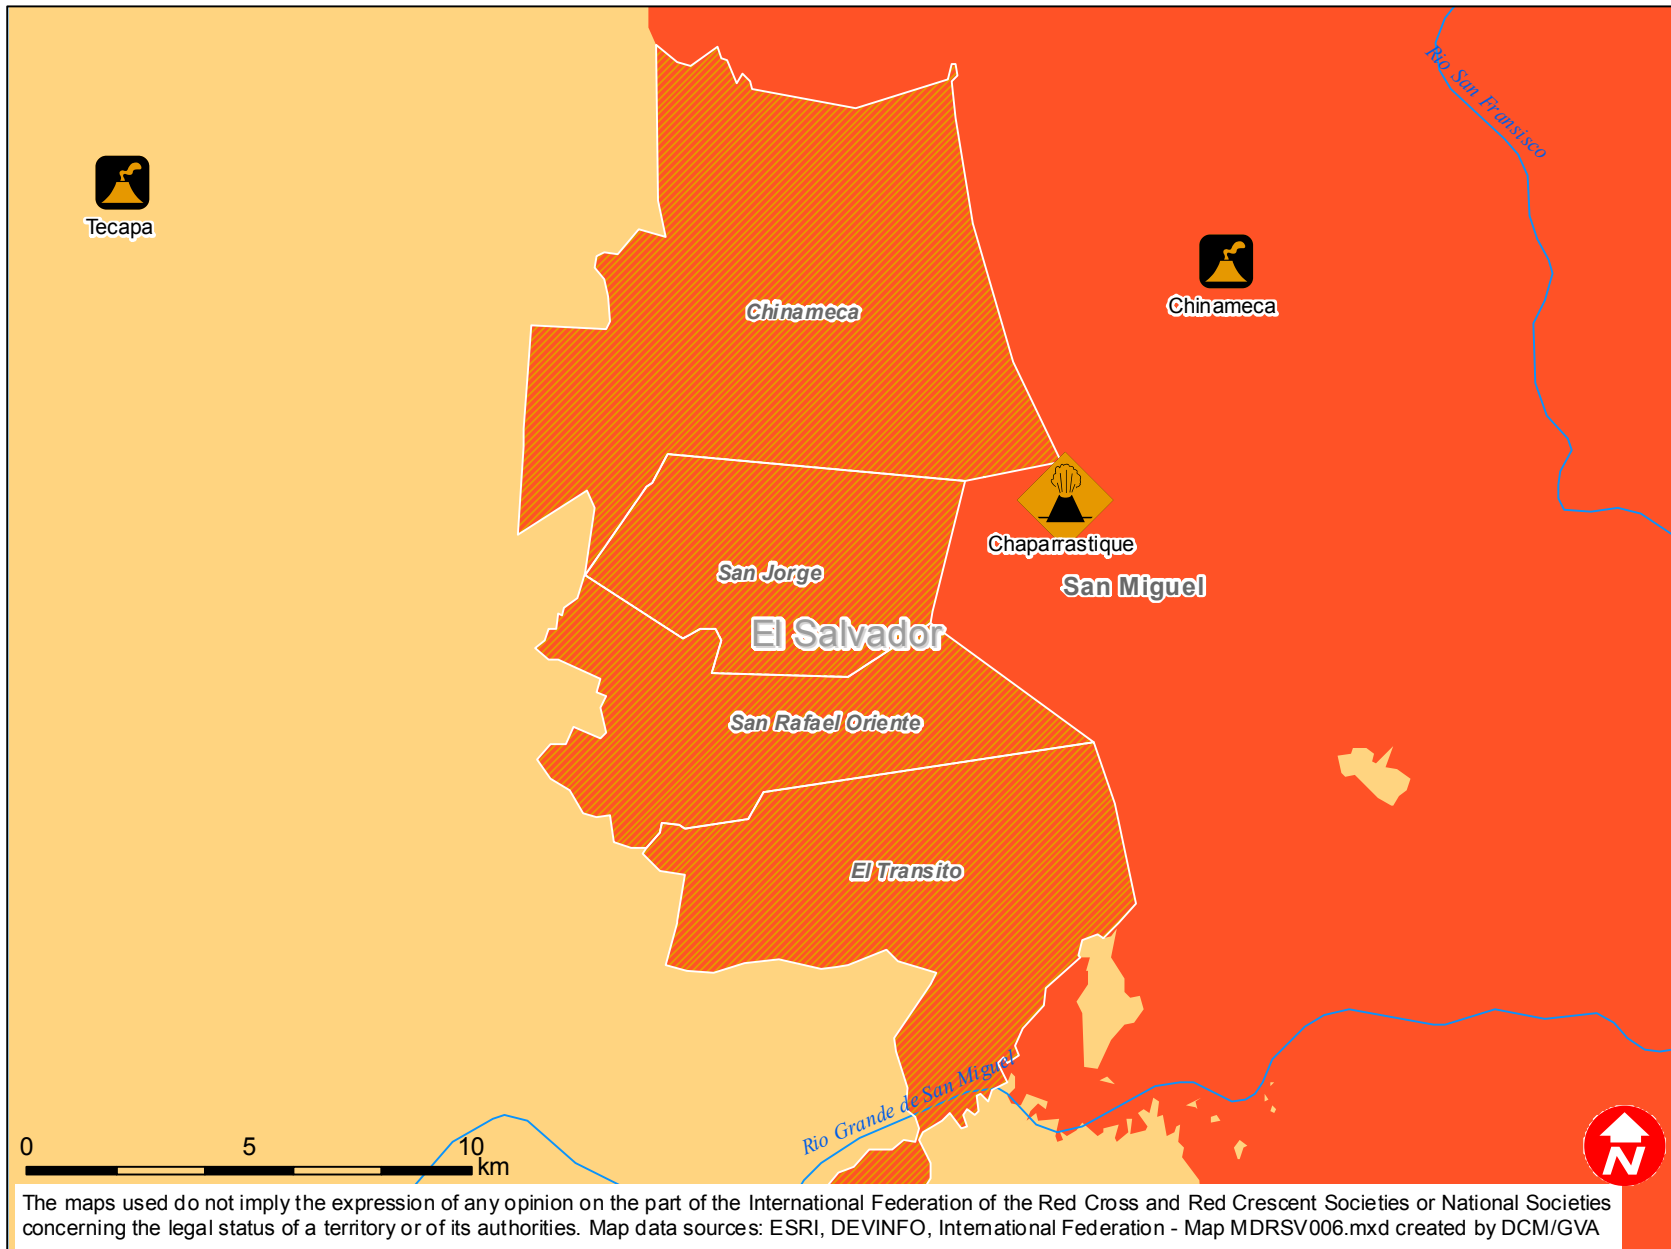 Rio San Fransisco
Tecapa
Chinameca
Chinameca
Chaparrastique
San Jorge
San Miguel
El Salvador
San Rafael Oriente
El Transito
Rio Grande de San Miguel
0 5 10
km
N
The maps used do not imply the expression of any opinion on the part of the International Federation of the Red Cross and Red Crescent Societies or National Societies
concerning the legal status of a territory or of its authorities. Map data sources: ESRI, DEVINFO, International Federation - Map MDRSV006.mxd created by DCM/GVA